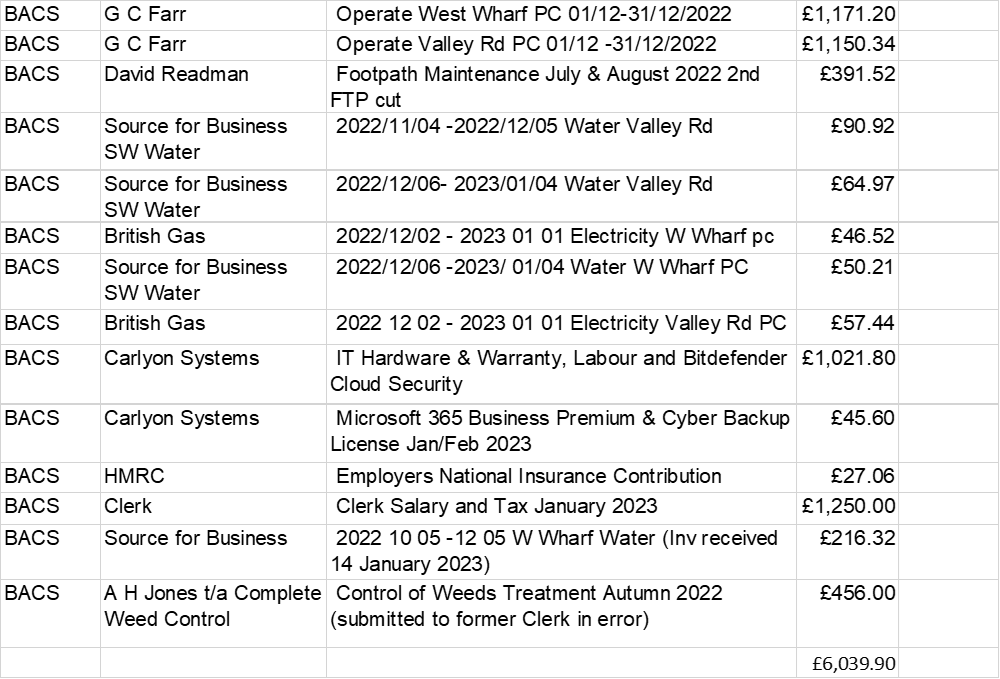 BACS G C Farr Operate West Wharf PC 01/12-31/12/2022 £1,171.20
BACS G C Farr Operate Valley Rd PC 01/12 -31/12/2022 £1,150.34
BACS David Readman Footpath Maintenance July & August 2022 2nd £391.52
FTP cut
BACS Source for Business 2022/11/04 -2022/12/05 Water Valley Rd £90.92
SW Water
BACS Source for Business 2022/12/06- 2023/01/04 Water Valley Rd £64.97
SW Water
BACS British Gas 2022/12/02 - 2023 01 01 Electricity W Wharf pc £46.52
BACS Source for Business 2022/12/06 -2023/ 01/04 Water W Wharf PC £50.21
SW Water
BACS British Gas 2022 12 02 - 2023 01 01 Electricity Valley Rd PC £57.44
BACS Carlyon Systems IT Hardware & Warranty, Labour and Bitdefender £1,021.80
Cloud Security
BACS Carlyon Systems Microsoft 365 Business Premium & Cyber Backup £45.60
License Jan/Feb 2023
BACS HMRC Employers National Insurance Contribution £27.06
BACS Clerk Clerk Salary and Tax January 2023 £1,250.00
BACS Source for Business 2022 10 05 -12 05 W Wharf Water (Inv received £216.32
14 January 2023)
BACS A H Jones t/a Complete Control of Weeds Treatment Autumn 2022 £456.00
Weed Control (submitted to former Clerk in error)
£6,039.90